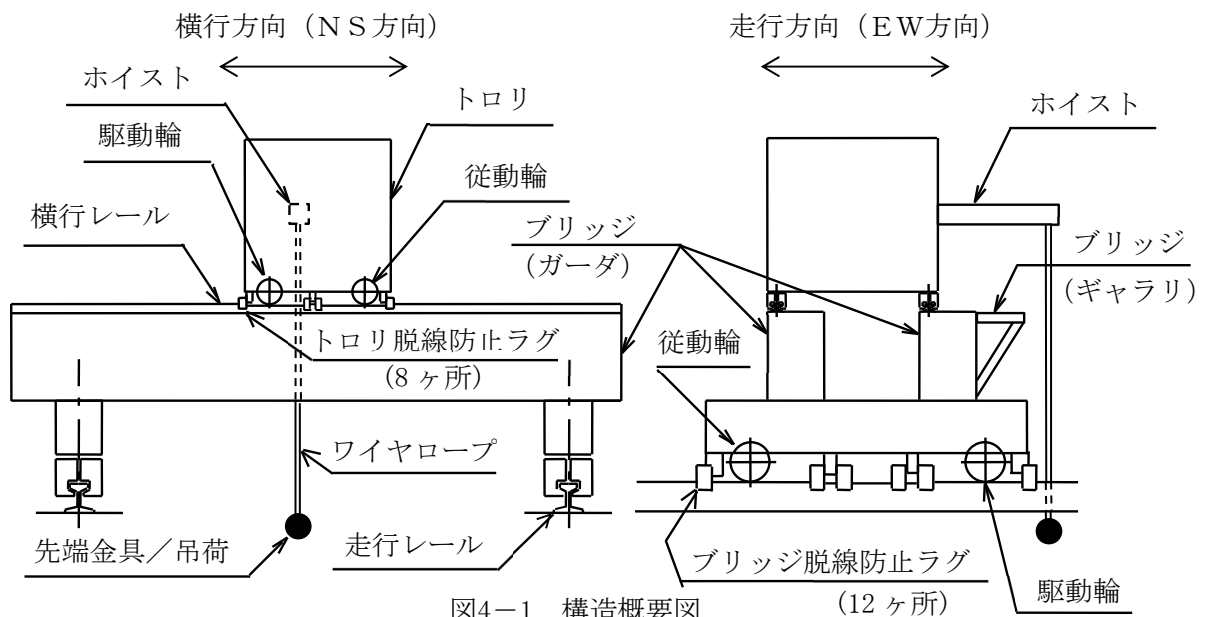 横行方向（ＮＳ方向）
ホイスト
駆動輪
トロリ
従動輪
横行レール
トロリ脱線防止ラグ
(8 ヶ所)
ワイヤロープ
先端金具／吊荷
走行レール
走行方向（ＥＷ方向）
ホイスト
ブリッジ
(ガーダ)
ブリッジ
(ギャラリ)
従動輪
ブリッジ脱線防止ラグ
(12 ヶ所)
駆動輪
図4－1　構造概要図